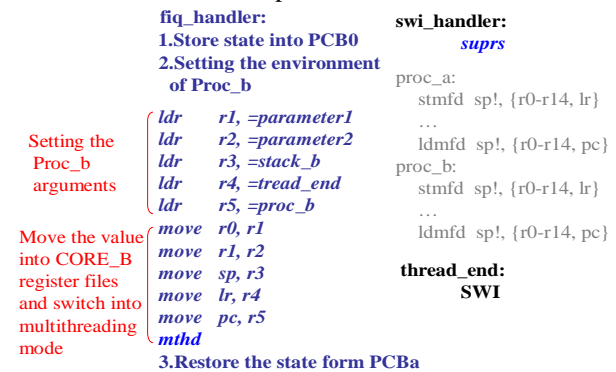 fiq_handler:
1.Store state into PCB0
2.Setting the environment
of Proc_b
Setting the
Proc_b
arguments
ldr r1, =parameter1
ldr r2, =parameter2
ldr r3, =stack_b
ldr r4, =tread_end
ldr r5, =proc_b
Move the value
into CORE_B
register files
and switch into
multithreading
mode
move r0, r1
move r1, r2
move sp, r3
move lr, r4
move pc, r5
mthd
3.Restore the state form PCBa
swi_handler:
suprs
proc_a:
stmfd sp!, {r0-r14, lr}
…
ldmfd sp!, {r0-r14, pc}
proc_b:
stmfd sp!, {r0-r14, lr}
…
ldmfd sp!, {r0-r14, pc}
thread_end:
SWI